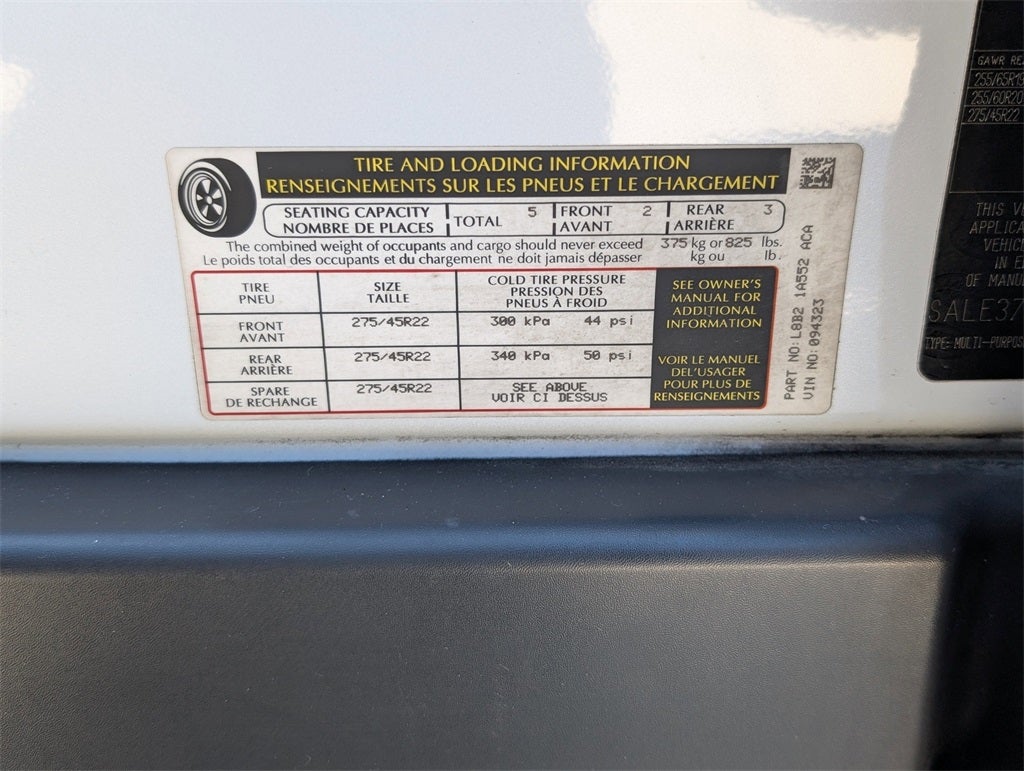 TIRE AND LOADING INFORMATION
RENSEIGNEMENTS SUR LES PNEUS ET LE CHARGEMENT
SEATING CAPACITY
NOMBRE DE PLACES
TOTAL 5
FRONT 2
AVANT
REAR 3
ARRIÈRE
The combined weight of occupants and cargo should never exceed 375 kg or 825 lbs.
Le poids total des occupants et du chargement ne doit jamais dépasser kg ou lb.
TIRE
PNEU
SIZE
TAILLE
COLD TIRE PRESSURE
PRESSION DES
PNEUS À FROID
FRONT
AVANT
275/45R22
300 kPa 44 psi
REAR
ARRIÈRE
275/45R22
340 kPa 50 psi
SPARE
DE RECHANGE
275/45R22
SEE ABOVE
VOIR CI DESSUS
SEE OWNER'S
MANUAL FOR
ADDITIONAL
INFORMATION
VOIR LE MANUEL
DEL'USAGER
POUR PLUS DE
RENSEIGNEMENTS
PART NO: L8B2 1A552 ACA
VIN NO: 094323
GAWR RE
255/65R19
255/60R20
275/45R22
THIS VE
APPLICA
VEHIC
IN E
OF MANU
SALE37
TYPE: MULTI-PURPOS